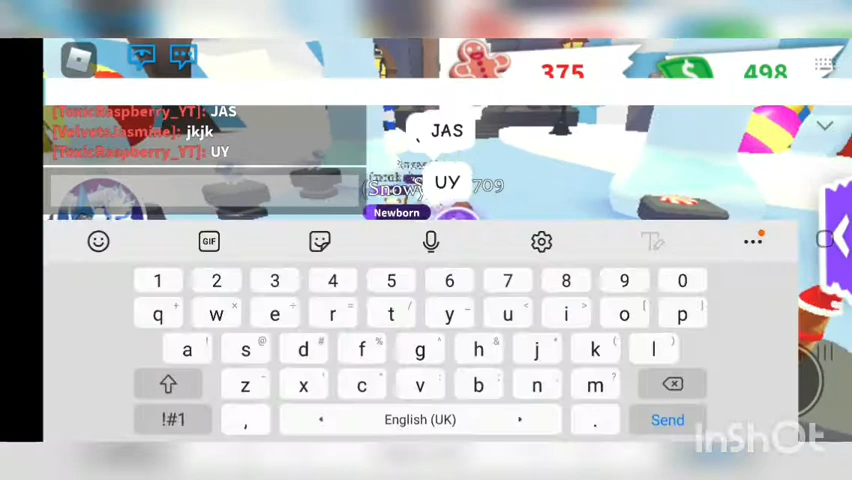 375
498
[ToxicRaspberry_YT]: JAS
[VelvotaJasmine]: jkjk
[ToxicRaspberry_YT]: UY
JAS
UY
709
Newborn
GIF
1 2 3 4 5 6 7 8 9 0
q w e r t y u i o p
a s d f g h j k l
z x c v b n m
!#1 , English (UK) . Send
InShOt